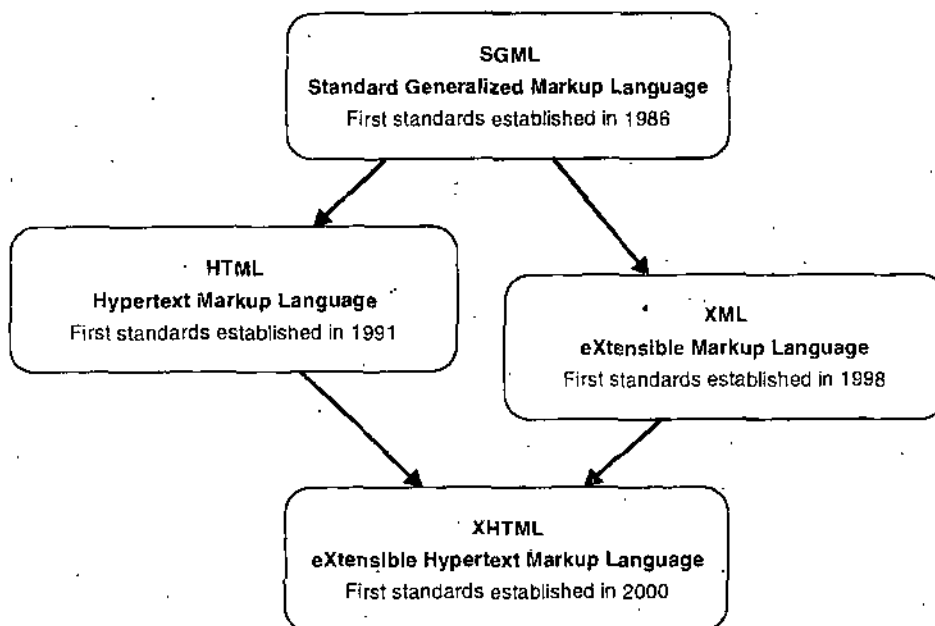 SGML
Standard Generalized Markup Language
First standards established in 1986
HTML
Hypertext Markup Language
First standards established in 1991
XML
eXtensible Markup Language
First standards established in 1998
XHTML
eXtensible Hypertext Markup Language
First standards established in 2000